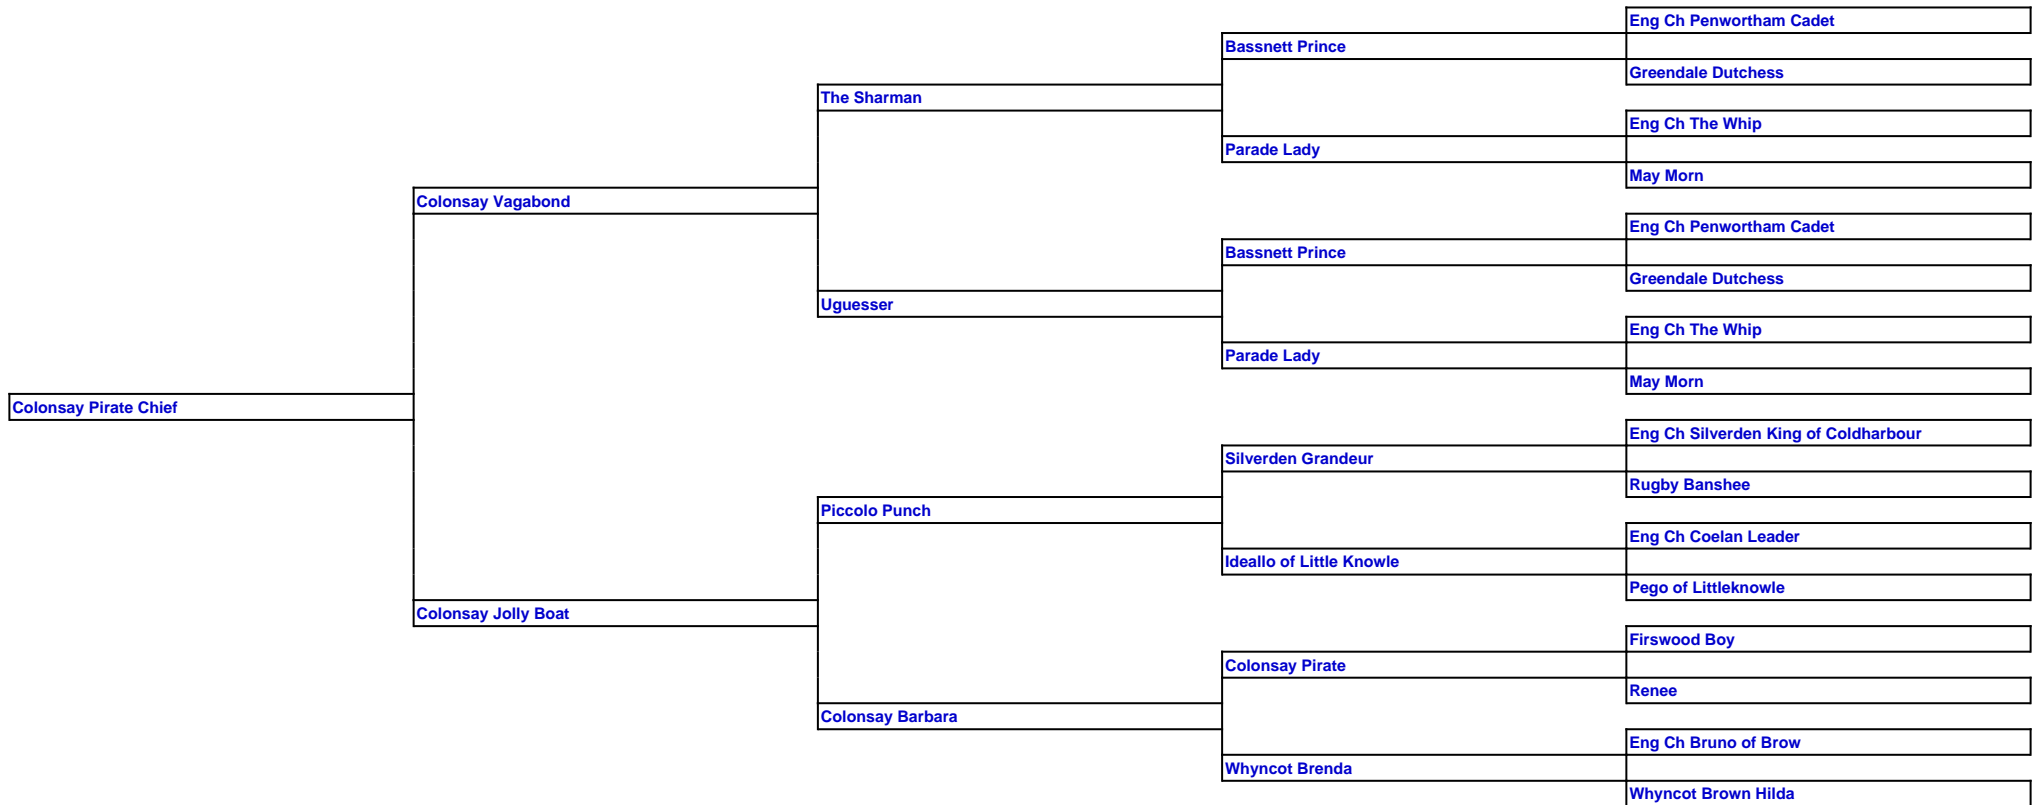 Eng Ch Penwortham Cadet
Bassnett Prince
Greendale Dutchess
The Sharman
Eng Ch The Whip
Parade Lady
May Morn
Colonsay Vagabond
Eng Ch Penwortham Cadet
Bassnett Prince
Greendale Dutchess
Uguesser
Eng Ch The Whip
Parade Lady
May Morn
Colonsay Pirate Chief
Eng Ch Silverden King of Coldharbour
Silverden Grandeur
Rugby Banshee
Piccolo Punch
Eng Ch Coelan Leader
Ideallo of Little Knowle
Pego of Littleknowle
Colonsay Jolly Boat
Firswood Boy
Colonsay Pirate
Renee
Colonsay Barbara
Eng Ch Bruno of Brow
Whyncot Brenda
Whyncot Brown Hilda